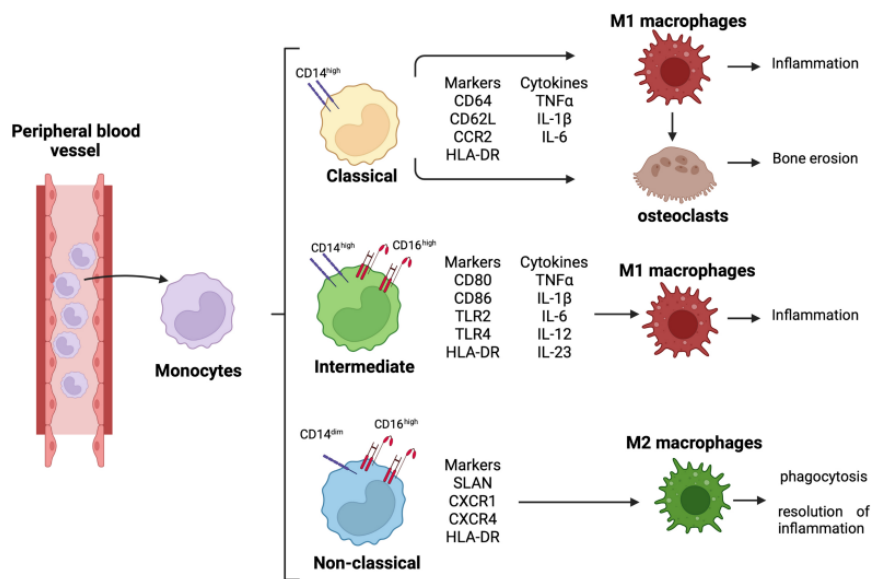 Peripheral blood
vessel
Monocytes
CD14high
Classical
Markers
CD64
CD62L
CCR2
HLA-DR
Cytokines
TNFα
IL-1β
IL-6
M1 macrophages
Inflammation
osteoclasts
Bone erosion
CD14high
CD16high
Intermediate
Markers
CD80
CD86
TLR2
TLR4
HLA-DR
Cytokines
TNFα
IL-1β
IL-6
IL-12
IL-23
M1 macrophages
Inflammation
CD14dim
CD16high
Non-classical
Markers
SLAN
CXCR1
CXCR4
HLA-DR
M2 macrophages
phagocytosis
resolution of
inflammation